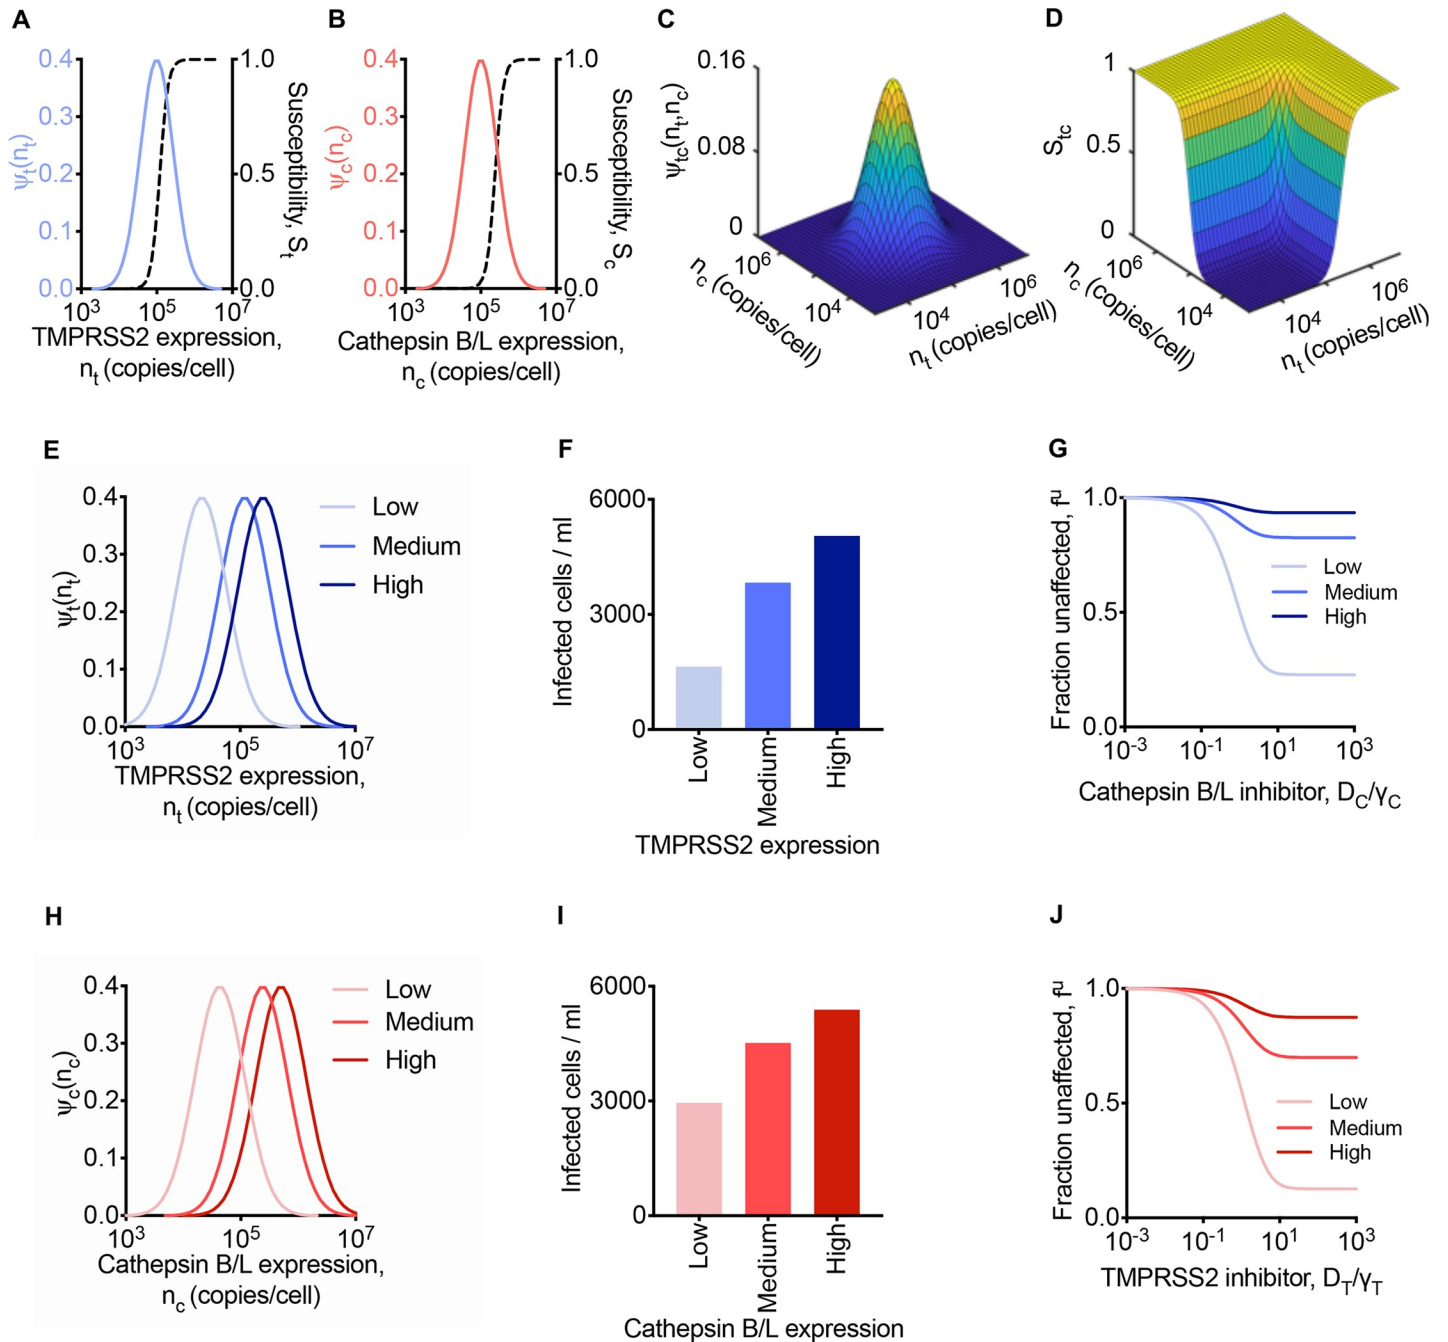 A
0.4
0.3
0.2
0.1
0.0
ψt(nt)
1.0
0.5
0.0
Susceptibility, St
10³ 10⁵ 10⁷
TMPRSS2 expression,
nt (copies/cell)
B
0.4
0.3
0.2
0.1
0.0
ψc(nc)
1.0
0.5
0.0
Susceptibility, Sc
10³ 10⁵ 10⁷
Cathepsin B/L expression,
nc (copies/cell)
C
0.16
0.08
0
ψtc(nt,nc)
10⁶
10⁴
nc (copies/cell)
10⁴
10⁶
nt (copies/cell)
D
1
0.5
0
Stc
10⁶
10⁴
nc (copies/cell)
10⁴
10⁶
nt (copies/cell)
E
0.4
0.3
0.2
0.1
0.0
ψt(nt)
Low
Medium
High
10³ 10⁵ 10⁷
TMPRSS2 expression,
nt (copies/cell)
F
6000
3000
0
Infected cells / ml
Low
Medium
High
TMPRSS2 expression
G
1.0
0.5
0.0
Fraction unaffected, fᵘ
Low
Medium
High
10⁻³ 10⁻¹ 10¹ 10³
Cathepsin B/L inhibitor, DC/γC
H
0.4
0.3
0.2
0.1
0.0
ψc(nc)
Low
Medium
High
10³ 10⁵ 10⁷
Cathepsin B/L expression,
nc (copies/cell)
I
6000
3000
0
Infected cells / ml
Low
Medium
High
Cathepsin B/L expression
J
1.0
0.5
0.0
Fraction unaffected, fᵘ
Low
Medium
High
10⁻³ 10⁻¹ 10¹ 10³
TMPRSS2 inhibitor, DT/γT